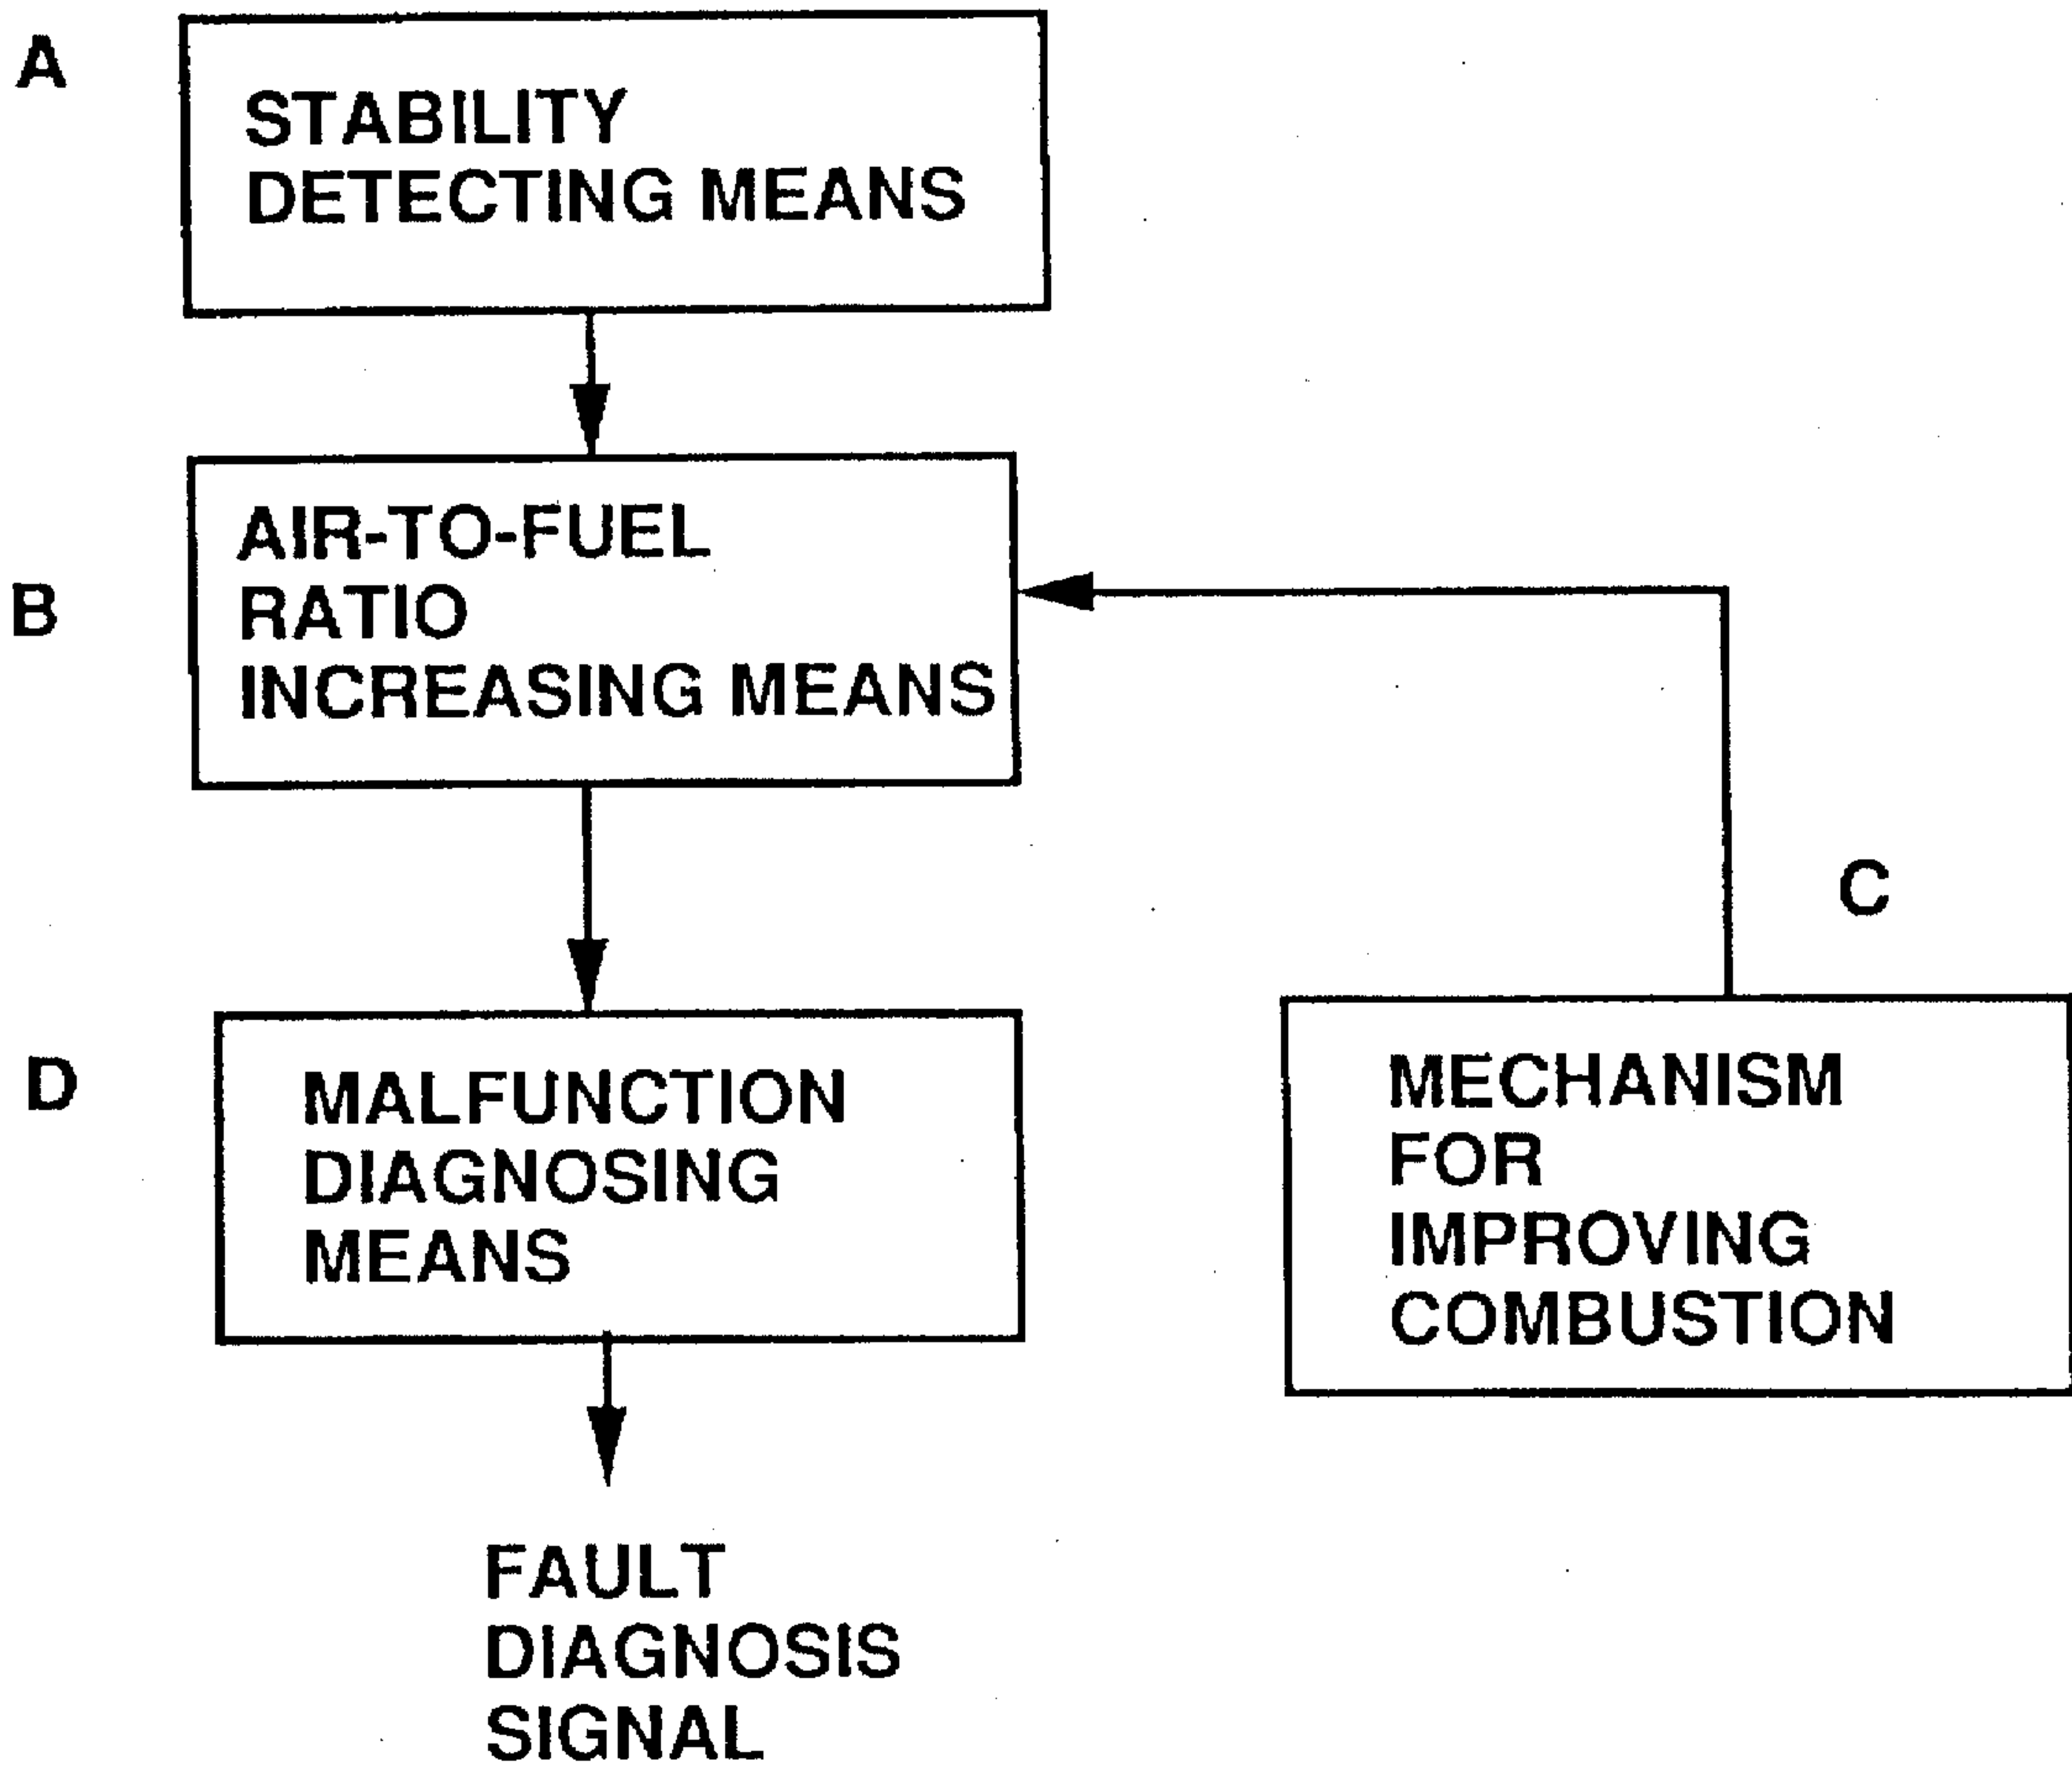 A
STABILITY
DETECTING MEANS
B
AIR-TO-FUEL
RATIO
INCREASING MEANS
C
MECHANISM
FOR
IMPROVING
COMBUSTION
D
MALFUNCTION
DIAGNOSING
MEANS
FAULT
DIAGNOSIS
SIGNAL